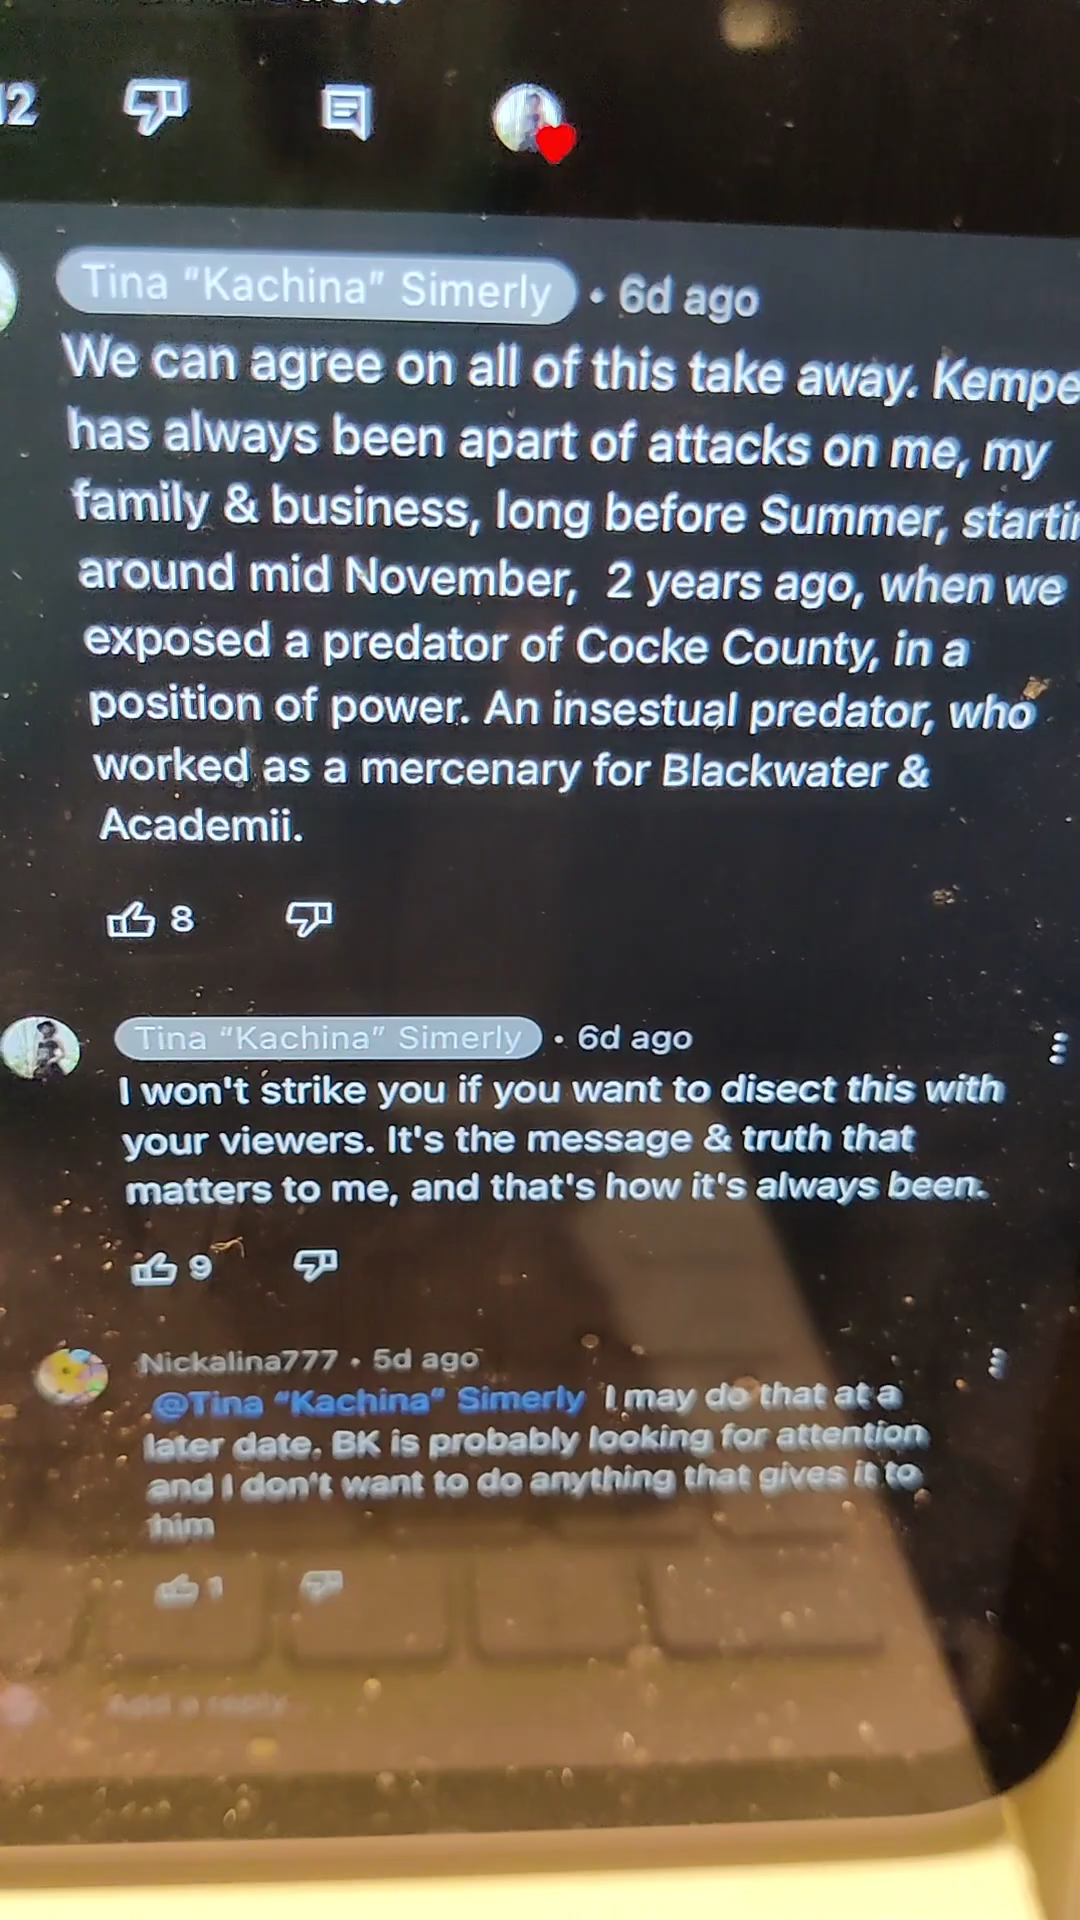 12
Tina "Kachina" Simerly • 6d ago
We can agree on all of this take away. Kempe
has always been apart of attacks on me, my
family & business, long before Summer, startin
around mid November, 2 years ago, when we
exposed a predator of Cocke County, in a
position of power. An insestual predator, who
worked as a mercenary for Blackwater &
Academii.
8
Tina "Kachina" Simerly • 6d ago
I won't strike you if you want to disect this with
your viewers. It's the message & truth that
matters to me, and that's how it's always been.
9
Nickalina777 • 5d ago
@Tina "Kachina" Simerly I may do that at a
later date. BK is probably looking for attention
and I don't want to do anything that gives it to
him
1
Add a reply...